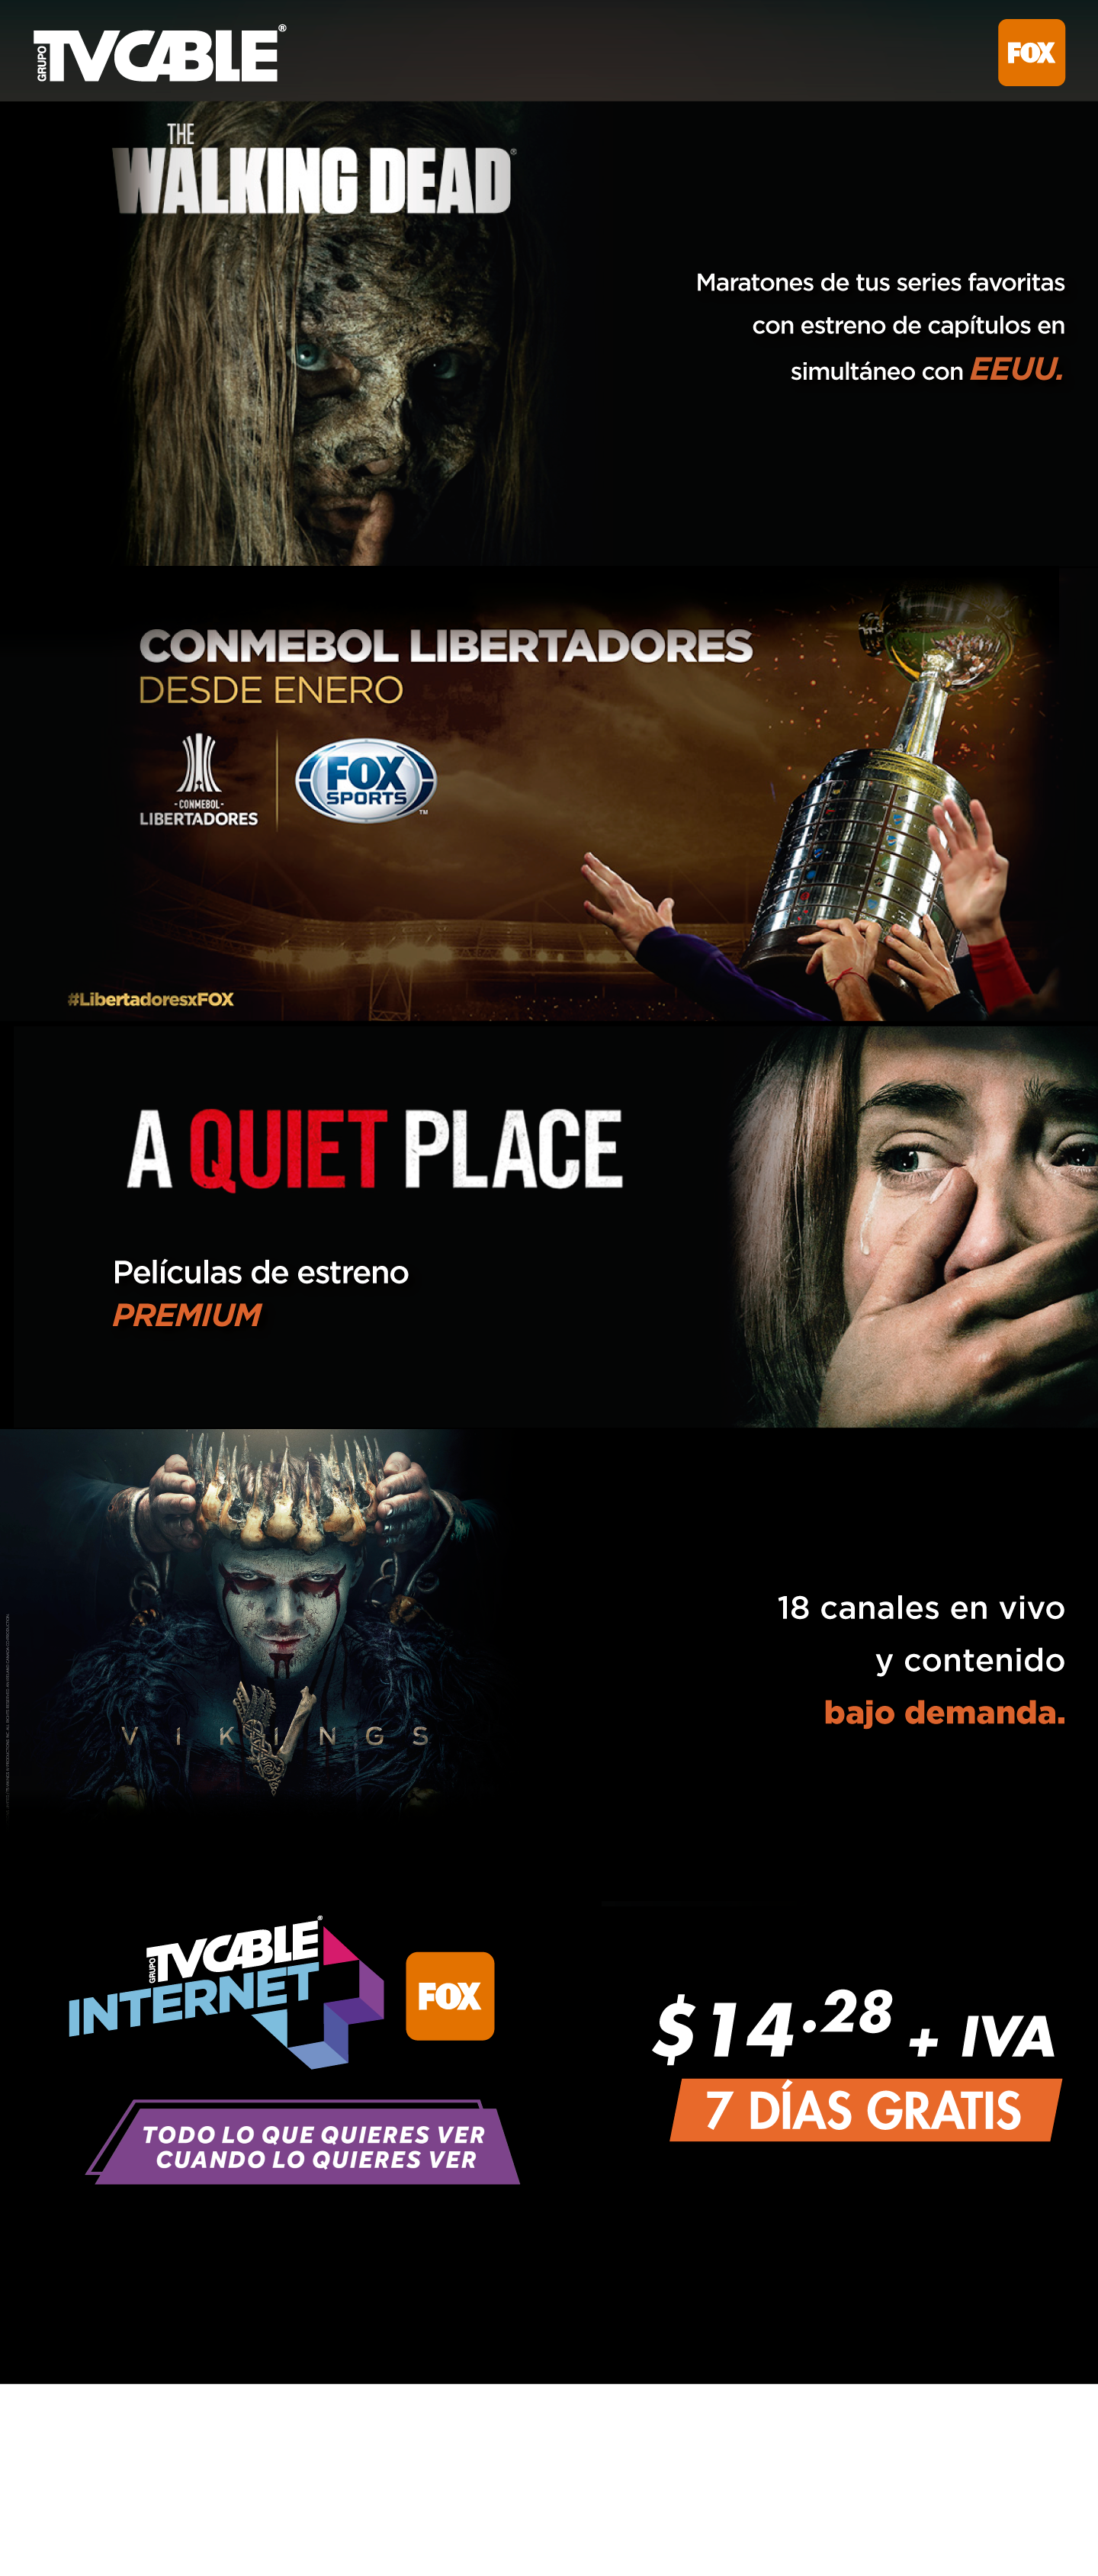 GRUPO TVCABLE®
FOX
THE
WALKING DEAD®
Maratones de tus series favoritas
con estreno de capítulos en
simultáneo con EEUU.
CONMEBOL LIBERTADORES
DESDE ENERO
-CONMEBOL-
LIBERTADORES
FOX
SPORTS™
#LibertadoresxFOX
A QUIET PLACE
Películas de estreno
PREMIUM
VIKINGS
18 canales en vivo
y contenido
bajo demanda.
GRUPO TVCABLE®
INTERNET
FOX
$14.28 + IVA
7 DÍAS GRATIS
TODO LO QUE QUIERES VER
CUANDO LO QUIERES VER